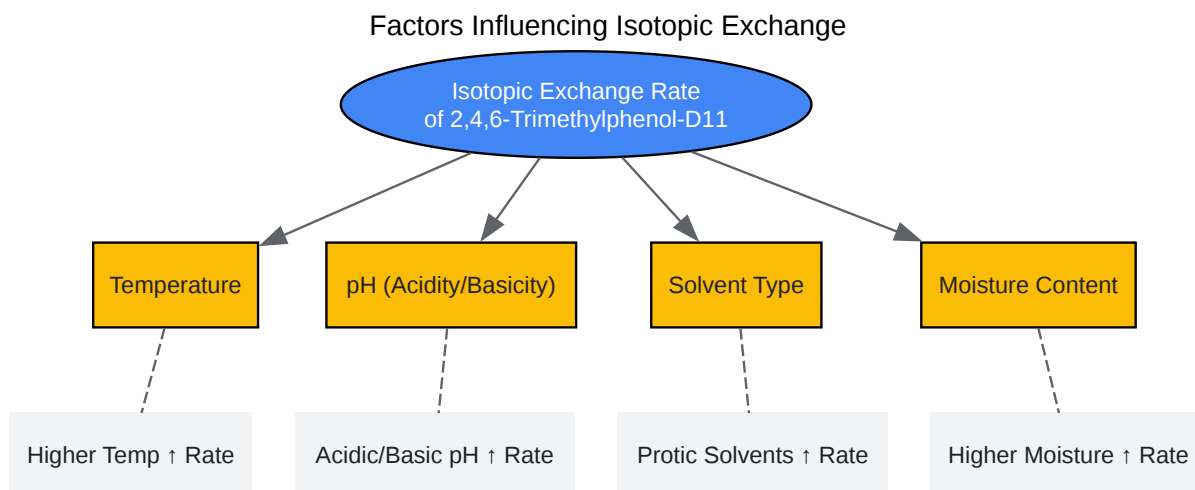 Factors Influencing Isotopic Exchange
Isotopic Exchange Rate
of 2,4,6-Trimethylphenol-D11
Temperature
pH (Acidity/Basicity)
Solvent Type
Moisture Content
Higher Temp ↑ Rate
Acidic/Basic pH ↑ Rate
Protic Solvents ↑ Rate
Higher Moisture ↑ Rate